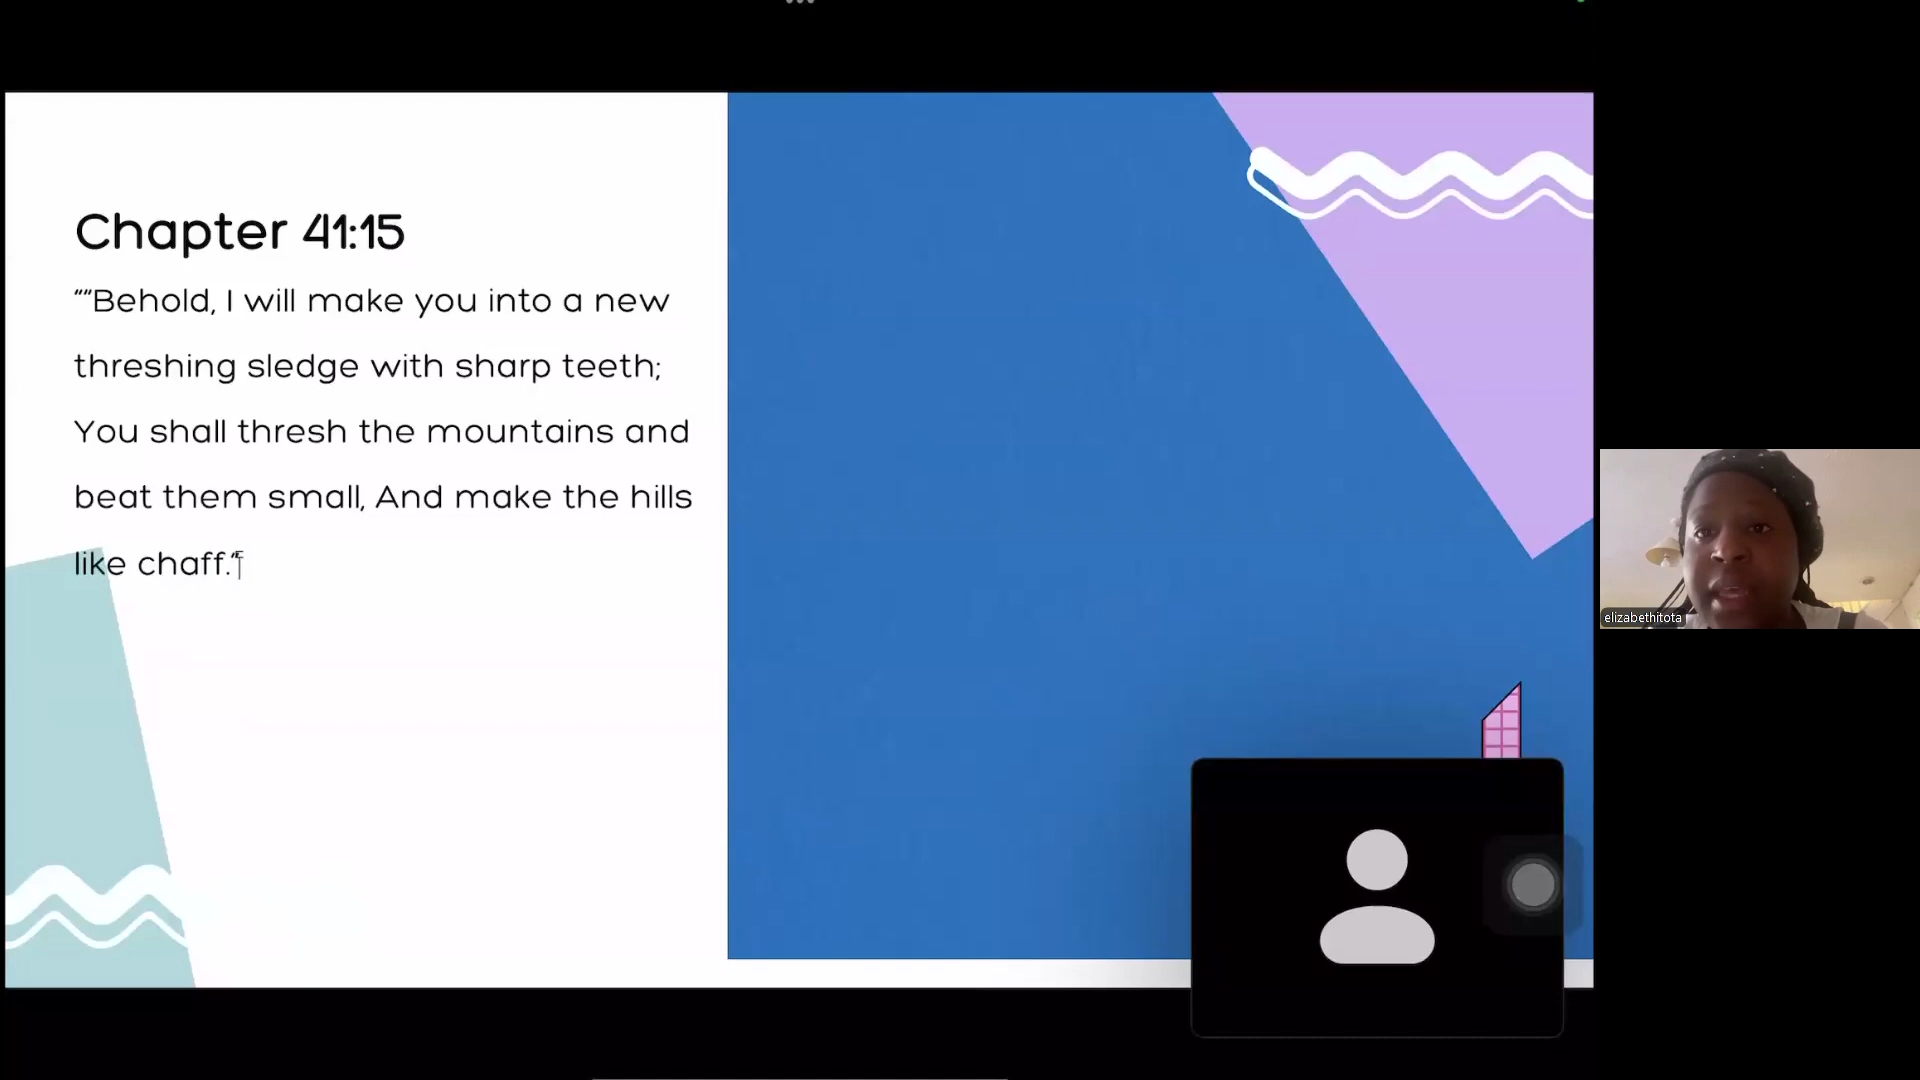 Chapter 41:15
““Behold, I will make you into a new
threshing sledge with sharp teeth;
You shall thresh the mountains and
beat them small, And make the hills
like chaff.”
elizabethitota